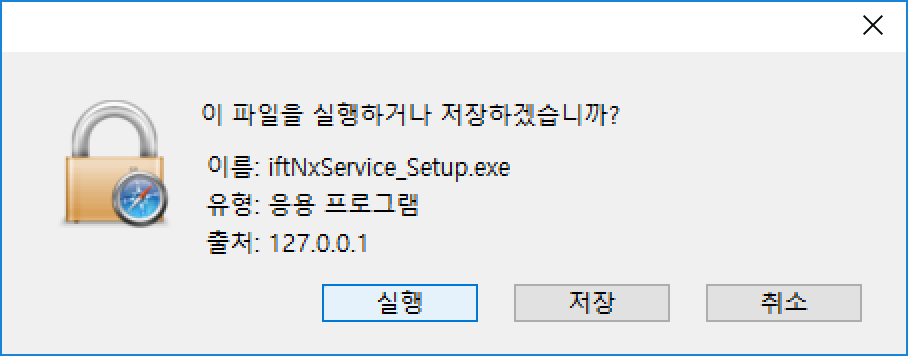 이 파일을 실행하거나 저장하겠습니까?
이름: iftNxService_Setup.exe
유형: 응용 프로그램
출처: 127.0.0.1
실행 저장 취소